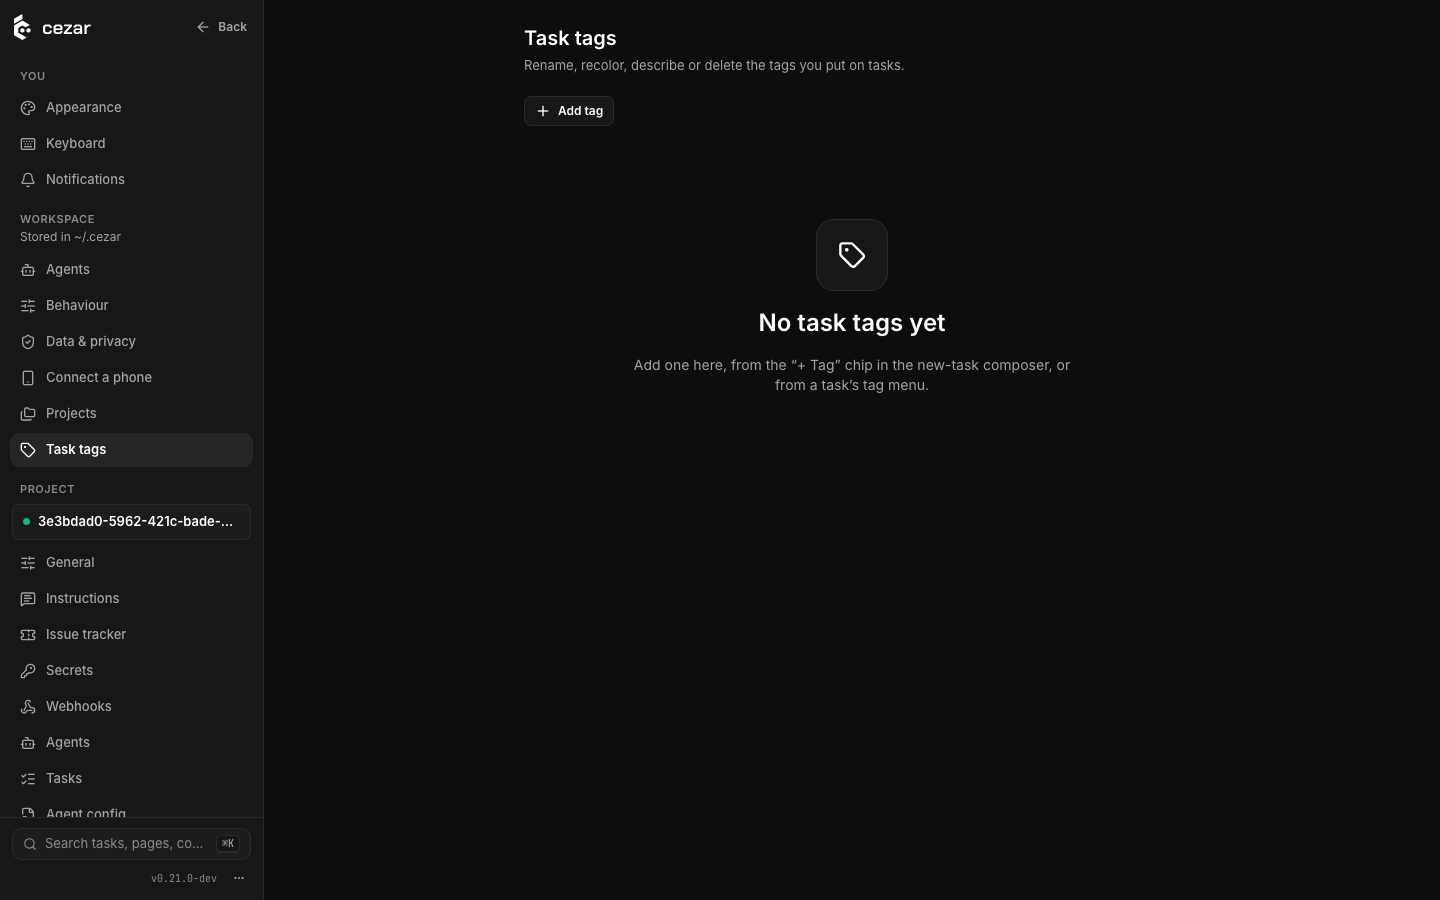 cezar
Back
YOU
Appearance
Keyboard
Notifications
WORKSPACE
Stored in ~/.cezar
Agents
Behaviour
Data & privacy
Connect a phone
Projects
Task tags
PROJECT
3e3bdad0-5962-421c-bade-...
General
Instructions
Issue tracker
Secrets
Webhooks
Agents
Tasks
Agent config
Search tasks, pages, co...
⌘K
v0.21.0-dev
Task tags
Rename, recolor, describe or delete the tags you put on tasks.
Add tag
No task tags yet
Add one here, from the “+ Tag” chip in the new-task composer, or
from a task’s tag menu.